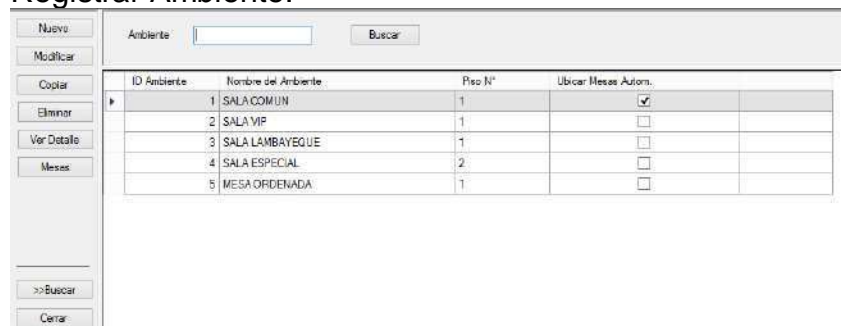 Registrar Ambiente.
Nuevo
Modificar
Copiar
Eliminar
Ver Detalle
Mesas
>>Buscar
Cerrar
Ambiente Buscar
ID Ambiente Nombre del Ambiente Piso N° Ubicar Mesas Autom.
1 SALA COMUN 1
2 SALA VIP 1
3 SALA LAMBAYEQUE 1
4 SALA ESPECIAL 2
5 MESA ORDENADA 1